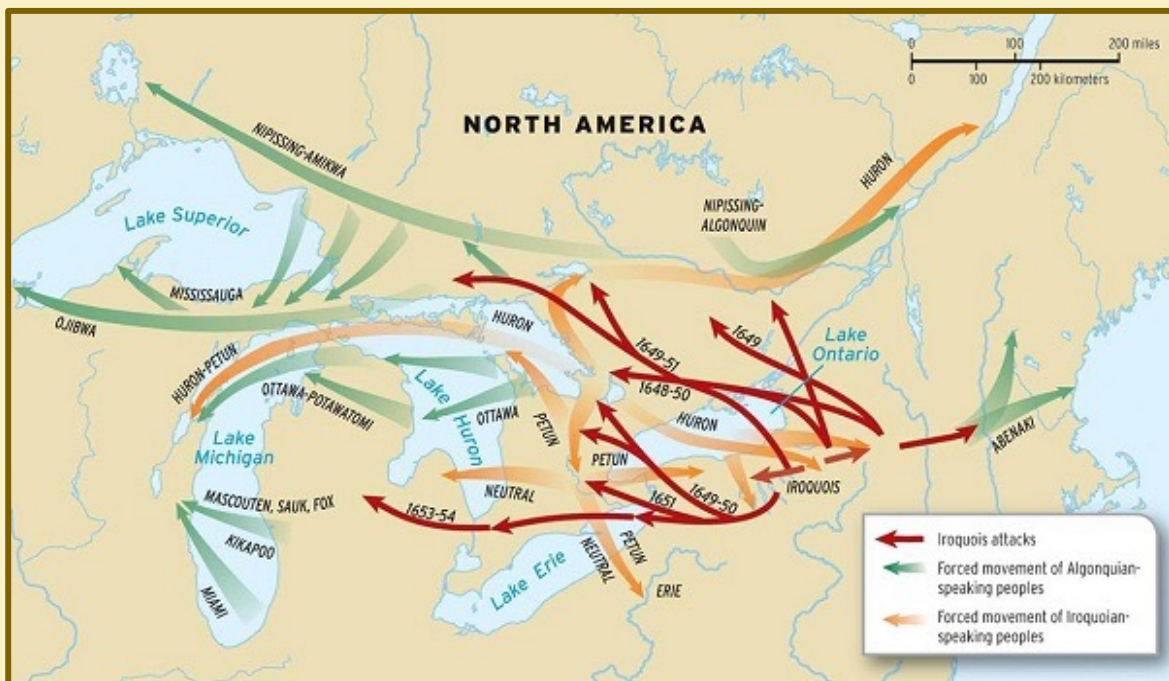 0 100 200 miles
0 100 200 kilometers
NORTH AMERICA
NIPISSING-AMIKWA
HURON
NIPISSING-
ALGONQUIN
Lake Superior
MISSISSAUGA
OJIBWA
HURON
1649
Lake
Ontario
1649-51
1648-50
HURON-PETUN
OTTAWA-POTAWATOMI
Lake
Huron
OTTAWA
PETUN
HURON
ABENAKI
Lake
Michigan
PETUN
NEUTRAL
IROQUOIS
MASCOUTEN, SAUK, FOX
1653-54
1651
1649-50
KIKAPOO
MIAMI
Lake Erie
NEUTRAL
PETUN
ERIE
Iroquois attacks
Forced movement of Algonquian-
speaking peoples
Forced movement of Iroquoian-
speaking peoples